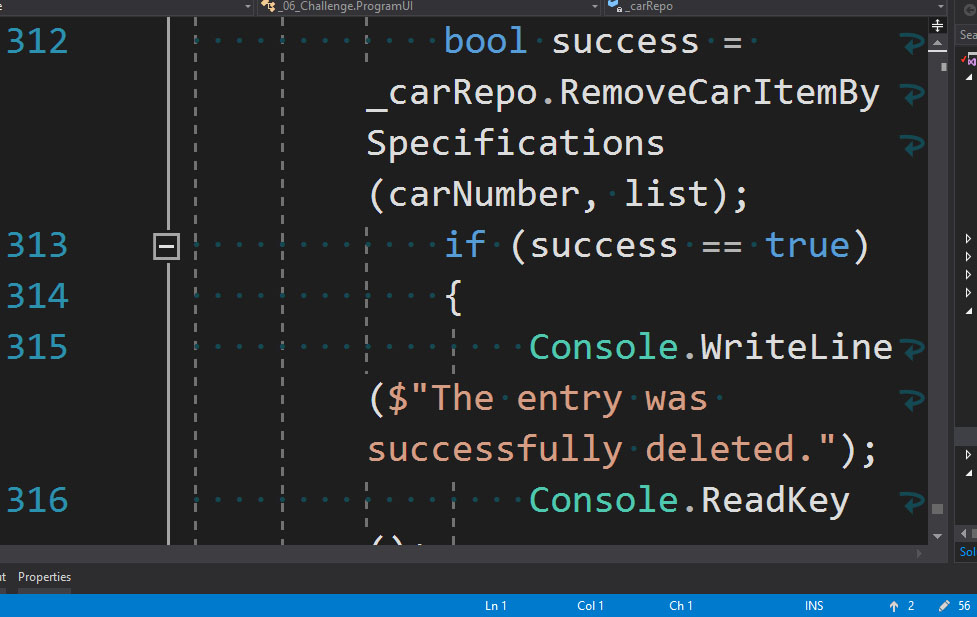 _06_Challenge.ProgramUI _carRepo
312 bool success =
_carRepo.RemoveCarItemBy
Specifications
(carNumber, list);
313 if (success == true)
314 {
315 Console.WriteLine
($"The entry was
successfully deleted.");
316 Console.ReadKey
();
Sea
Sol
Properties
Ln 1 Col 1 Ch 1 INS 2 56